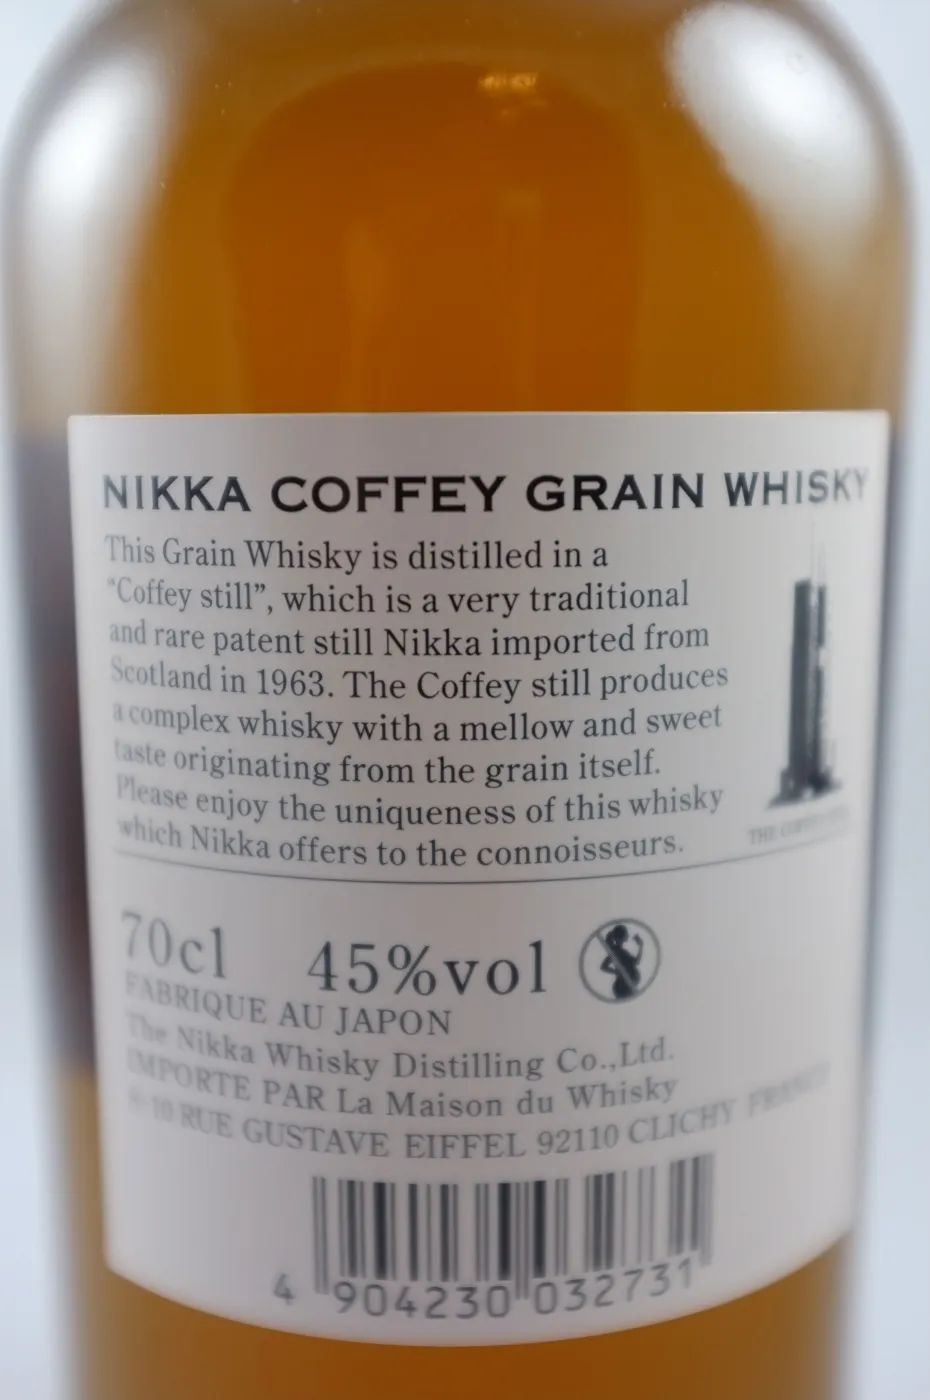 NIKKA COFFEY GRAIN WHISKY
This Grain Whisky is distilled in a
“Coffey still”, which is a very traditional
and rare patent still Nikka imported from
Scotland in 1963. The Coffey still produces
a complex whisky with a mellow and sweet
taste originating from the grain itself.
Please enjoy the uniqueness of this whisky
which Nikka offers to the connoisseurs.
THE COFFEY
70cl 45%vol
FABRIQUE AU JAPON
The Nikka Whisky Distilling Co.,Ltd.
IMPORTE PAR La Maison du Whisky
10 RUE GUSTAVE EIFFEL 92110 CLICHY FRANCE
4 904230 032731